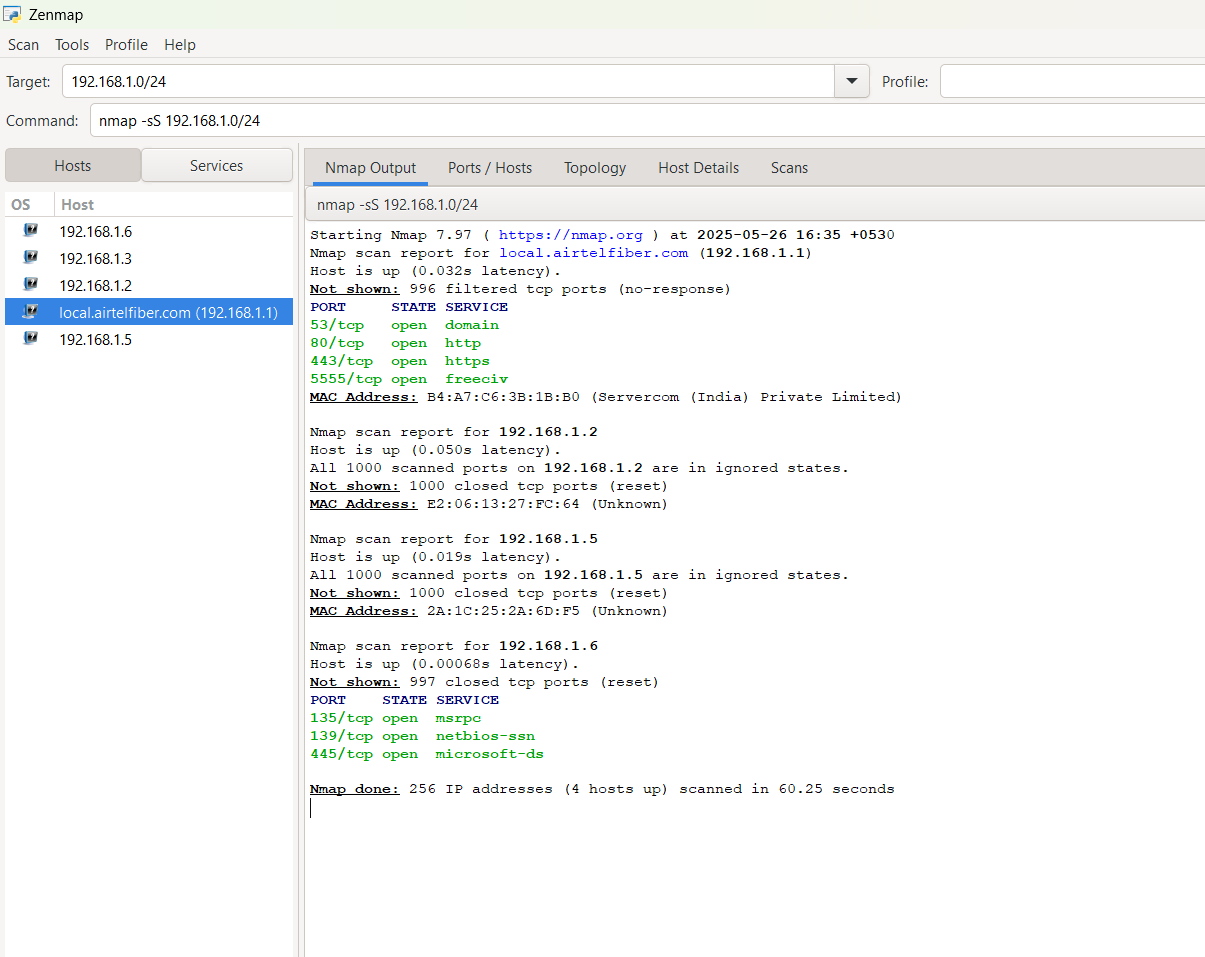 Zenmap
Scan Tools Profile Help
Target: 192.168.1.0/24 Profile:
Command: nmap -sS 192.168.1.0/24
Hosts Services
OS Host
192.168.1.6
192.168.1.3
192.168.1.2
local.airtelfiber.com (192.168.1.1)
192.168.1.5
Nmap Output Ports / Hosts Topology Host Details Scans
nmap -sS 192.168.1.0/24
Starting Nmap 7.97 ( https://nmap.org ) at 2025-05-26 16:35 +0530
Nmap scan report for local.airtelfiber.com (192.168.1.1)
Host is up (0.032s latency).
Not shown: 996 filtered tcp ports (no-response)
PORT STATE SERVICE
53/tcp open domain
80/tcp open http
443/tcp open https
5555/tcp open freeciv
MAC Address: B4:A7:C6:3B:1B:B0 (Servercom (India) Private Limited)
Nmap scan report for 192.168.1.2
Host is up (0.050s latency).
All 1000 scanned ports on 192.168.1.2 are in ignored states.
Not shown: 1000 closed tcp ports (reset)
MAC Address: E2:06:13:27:FC:64 (Unknown)
Nmap scan report for 192.168.1.5
Host is up (0.019s latency).
All 1000 scanned ports on 192.168.1.5 are in ignored states.
Not shown: 1000 closed tcp ports (reset)
MAC Address: 2A:1C:25:2A:6D:F5 (Unknown)
Nmap scan report for 192.168.1.6
Host is up (0.00068s latency).
Not shown: 997 closed tcp ports (reset)
PORT STATE SERVICE
135/tcp open msrpc
139/tcp open netbios-ssn
445/tcp open microsoft-ds
Nmap done: 256 IP addresses (4 hosts up) scanned in 60.25 seconds